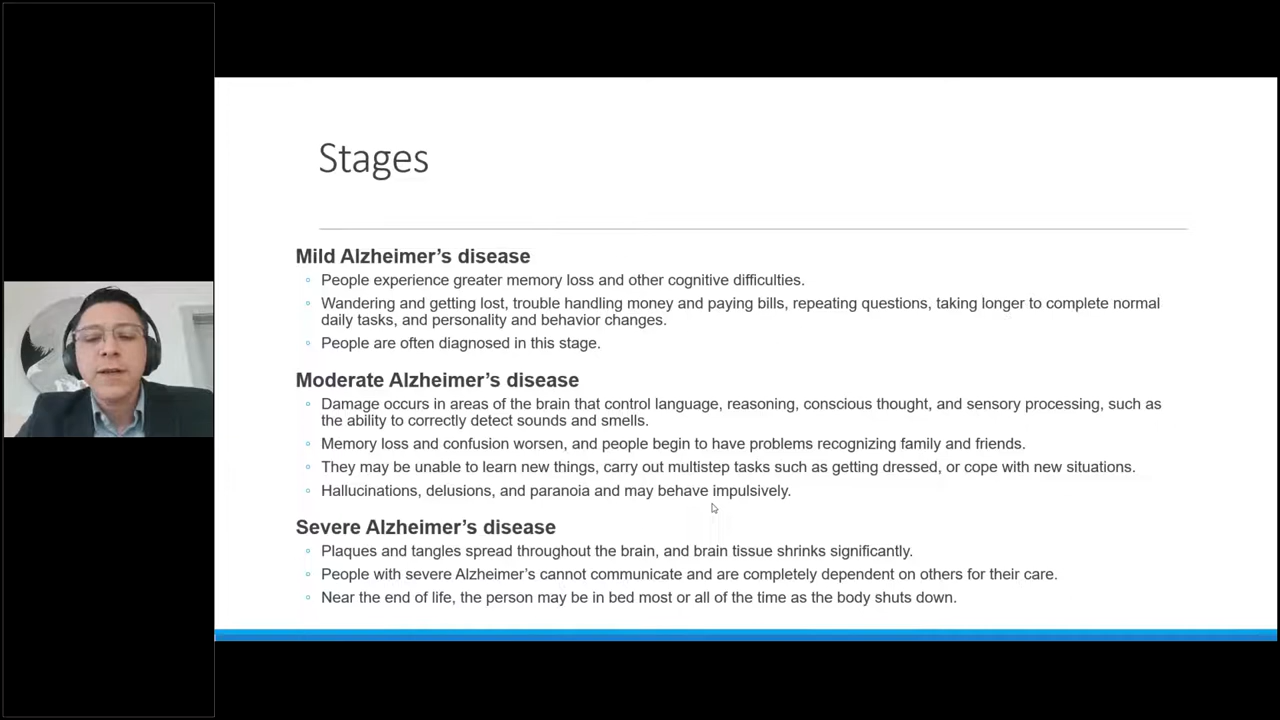 Stages
Mild Alzheimer’s disease
People experience greater memory loss and other cognitive difficulties.
Wandering and getting lost, trouble handling money and paying bills, repeating questions, taking longer to complete normal
daily tasks, and personality and behavior changes.
People are often diagnosed in this stage.
Moderate Alzheimer’s disease
Damage occurs in areas of the brain that control language, reasoning, conscious thought, and sensory processing, such as
the ability to correctly detect sounds and smells.
Memory loss and confusion worsen, and people begin to have problems recognizing family and friends.
They may be unable to learn new things, carry out multistep tasks such as getting dressed, or cope with new situations.
Hallucinations, delusions, and paranoia and may behave impulsively.
Severe Alzheimer’s disease
Plaques and tangles spread throughout the brain, and brain tissue shrinks significantly.
People with severe Alzheimer’s cannot communicate and are completely dependent on others for their care.
Near the end of life, the person may be in bed most or all of the time as the body shuts down.